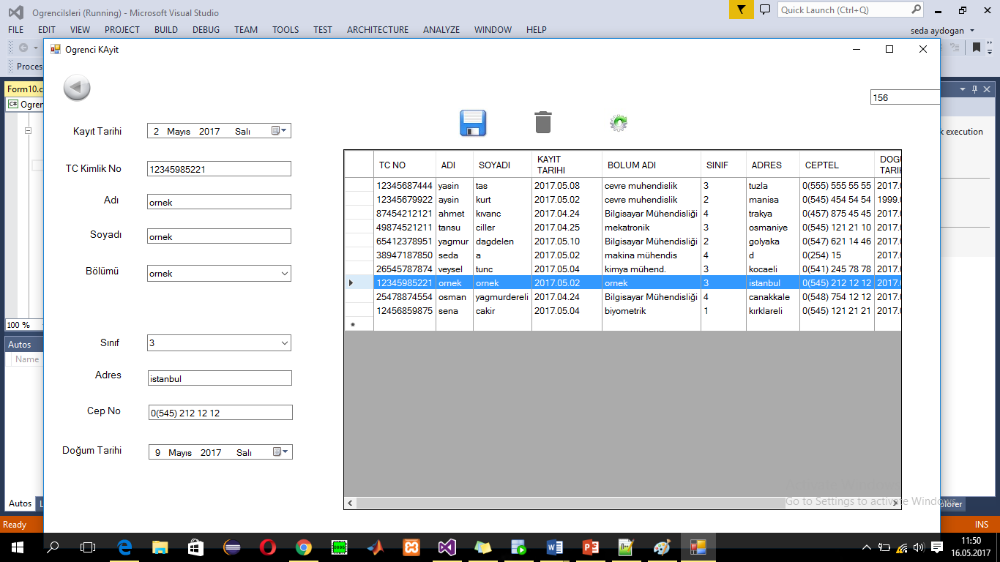 Ogrencilsleri (Running) - Microsoft Visual Studio
Quick Launch (Ctrl+Q)
FILE EDIT VIEW PROJECT BUILD DEBUG TEAM TOOLS TEST ARCHITECTURE ANALYZE WINDOW HELP
seda aydogan
Ogrenci KAyit
Proces
Form10.c
C# Ogren
156
k execution
Kayıt Tarihi 2 Mayıs 2017 Salı
TC Kimlik No 12345985221
Adı ornek
Soyadı ornek
Bölümü ornek
Sınıf 3
Adres istanbul
Cep No 0(545) 212 12 12
Doğum Tarihi 9 Mayıs 2017 Salı
TC NO ADI SOYADI KAYIT TARIHI BOLUM ADI SINIF ADRES CEPTEL DOGU TARIH
12345687444 yasin tas 2017.05.08 cevre muhendislik 3 tuzla 0(555) 555 55 55 2017.0
12345679922 aysin kurt 2017.05.02 cevre muhendislik 2 manisa 0(545) 454 54 54 1999.0
87454212121 ahmet kıvanc 2017.04.24 Bilgisayar Mühendisliği 4 trakya 0(457) 875 45 45 2017.0
49874521211 tansu ciller 2017.04.25 mekatronik 3 osmaniye 0(545) 121 21 10 2017.0
65412378951 yagmur dagdelen 2017.05.10 Bilgisayar Mühendisliği 2 golyaka 0(547) 621 14 46 2017.0
38947187850 seda a 2017.05.02 makina mühendis 4 d 0(254) 15 2017.0
26545787874 veysel tunc 2017.05.04 kimya mühend. 3 kocaeli 0(541) 245 78 78 2017.0
12345985221 ornek ornek 2017.05.02 ornek 3 istanbul 0(545) 212 12 12 2017.0
25478874554 osman yagmurdereli 2017.04.24 Bilgisayar Mühendisliği 4 canakkale 0(548) 754 12 12 2017.0
12456859875 sena cakir 2017.05.04 biyometrik 1 kırklareli 0(545) 121 21 21 2017.0
100 %
Autos
Name
Autos L
Go to Settings to activate Windows.
plorer
Ready
INS
11:50
16.05.2017